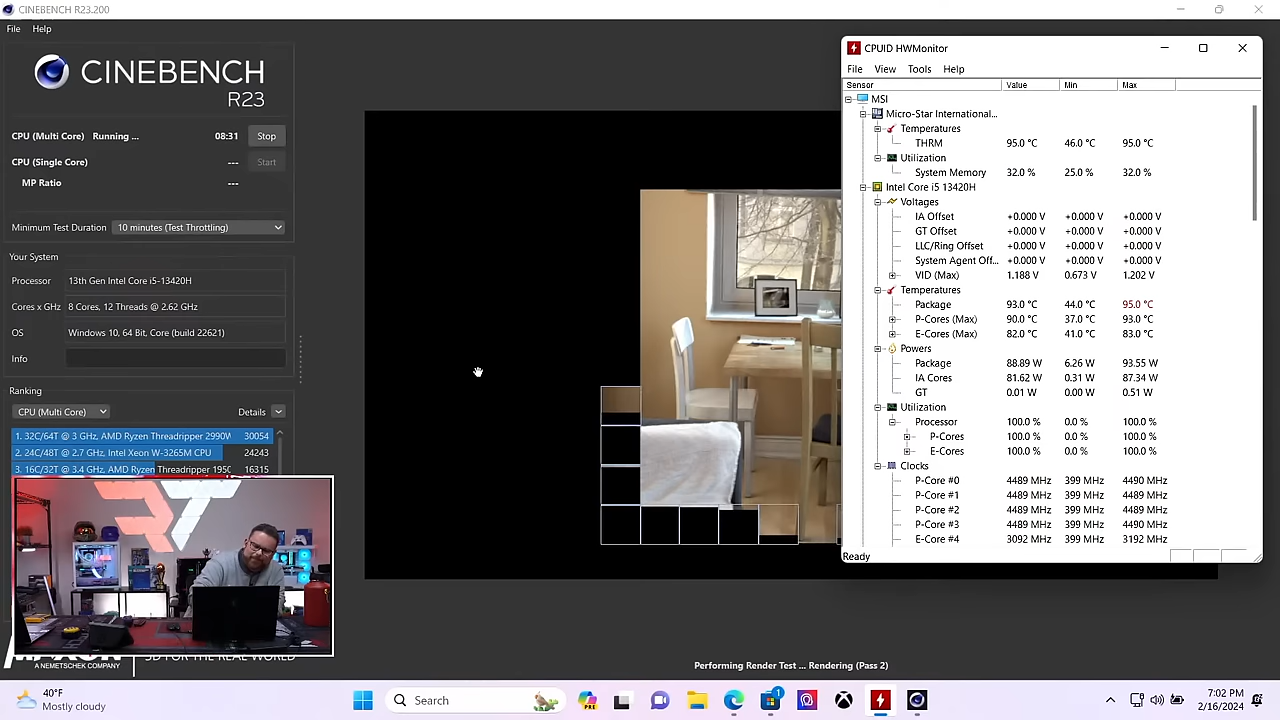 CINEBENCH R23.200
File Help
CINEBENCH
R23
CPU (Multi Core) Running ... 08:31 Stop
CPU (Single Core) --- Start
MP Ratio ---
Minimum Test Duration 10 minutes (Test Throttling)
Your System
Processor 13th Gen Intel Core i5-13420H
Cores x GHz 8 Cores, 12 Threads @ 2.62 GHz
OS Windows 10, 64 Bit, Core (build 22621)
Info
Ranking
CPU (Multi Core) Details
1. 32C/64T @ 3 GHz, AMD Ryzen Threadripper 2990W 30054
2. 24C/48T @ 2.7 GHz, Intel Xeon W-3265M CPU 24243
3. 16C/32T @ 3.4 GHz, AMD Ryzen Threadripper 1950 16315
A NEMETSCHEK COMPANY
3D FOR THE REAL WORLD
CPUID HWMonitor
File View Tools Help
Sensor Value Min Max
MSI
Micro-Star International...
Temperatures
THRM 95.0 °C 46.0 °C 95.0 °C
Utilization
System Memory 32.0 % 25.0 % 32.0 %
Intel Core i5 13420H
Voltages
IA Offset +0.000 V +0.000 V +0.000 V
GT Offset +0.000 V +0.000 V +0.000 V
LLC/Ring Offset +0.000 V +0.000 V +0.000 V
System Agent Off... +0.000 V +0.000 V +0.000 V
VID (Max) 1.188 V 0.673 V 1.202 V
Temperatures
Package 93.0 °C 44.0 °C 95.0 °C
P-Cores (Max) 90.0 °C 37.0 °C 93.0 °C
E-Cores (Max) 82.0 °C 41.0 °C 83.0 °C
Powers
Package 88.89 W 6.26 W 93.55 W
IA Cores 81.62 W 0.31 W 87.34 W
GT 0.01 W 0.00 W 0.51 W
Utilization
Processor 100.0 % 0.0 % 100.0 %
P-Cores 100.0 % 0.0 % 100.0 %
E-Cores 100.0 % 0.0 % 100.0 %
Clocks
P-Core #0 4489 MHz 399 MHz 4490 MHz
P-Core #1 4489 MHz 399 MHz 4489 MHz
P-Core #2 4489 MHz 399 MHz 4489 MHz
P-Core #3 4489 MHz 399 MHz 4490 MHz
E-Core #4 3092 MHz 399 MHz 3192 MHz
Ready
Performing Render Test ... Rendering (Pass 2)
40°F
Mostly cloudy
Search
PRE
1
7:02 PM
2/16/2024